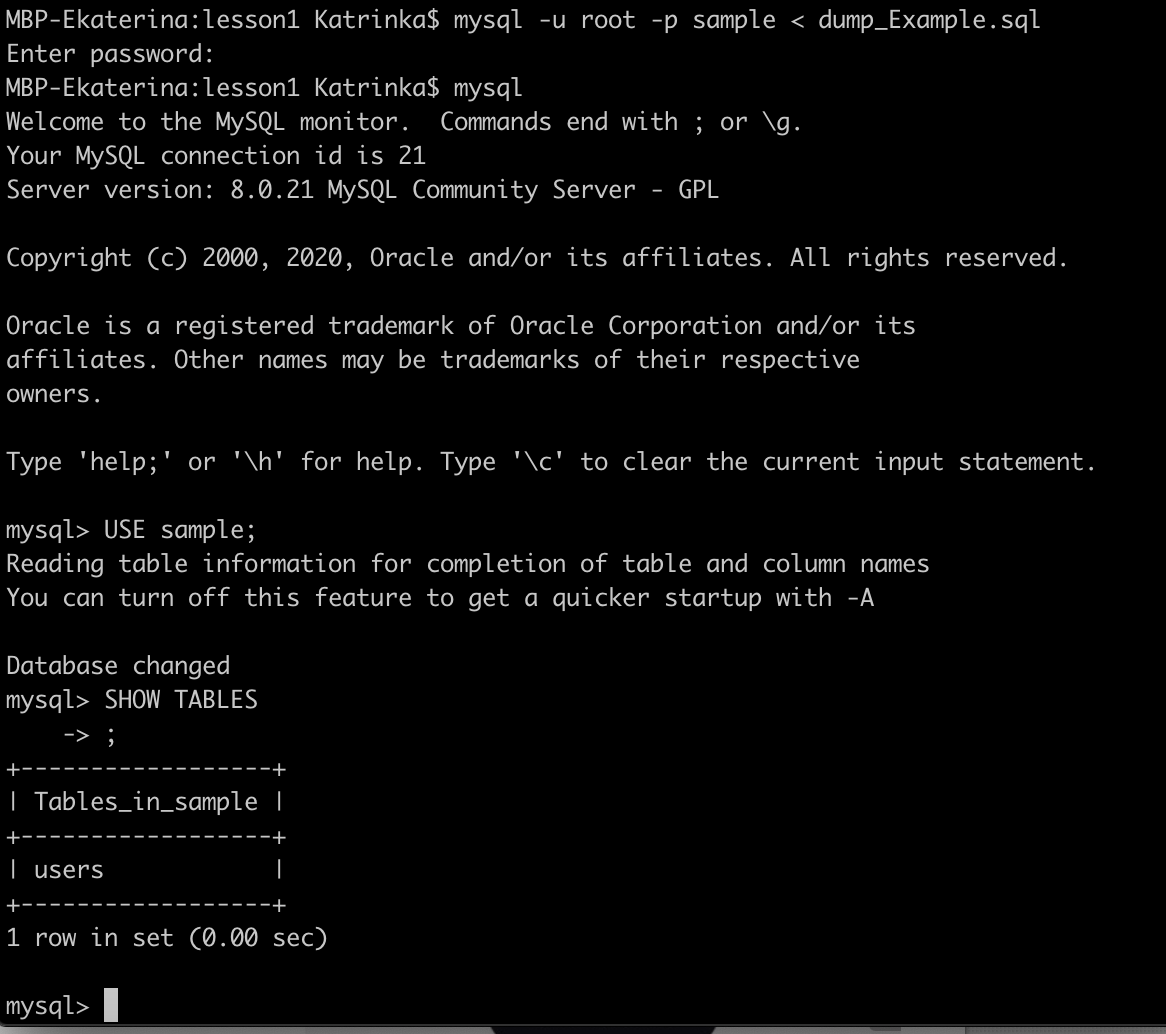 MBP-Ekaterina:lesson1 Katrinka$ mysql -u root -p sample < dump_Example.sql
Enter password:
MBP-Ekaterina:lesson1 Katrinka$ mysql
Welcome to the MySQL monitor.  Commands end with ; or \g.
Your MySQL connection id is 21
Server version: 8.0.21 MySQL Community Server - GPL

Copyright (c) 2000, 2020, Oracle and/or its affiliates. All rights reserved.

Oracle is a registered trademark of Oracle Corporation and/or its
affiliates. Other names may be trademarks of their respective
owners.

Type 'help;' or '\h' for help. Type '\c' to clear the current input statement.

mysql> USE sample;
Reading table information for completion of table and column names
You can turn off this feature to get a quicker startup with -A

Database changed
mysql> SHOW TABLES
    -> ;
+------------------+
| Tables_in_sample |
+------------------+
| users            |
+------------------+
1 row in set (0.00 sec)

mysql>